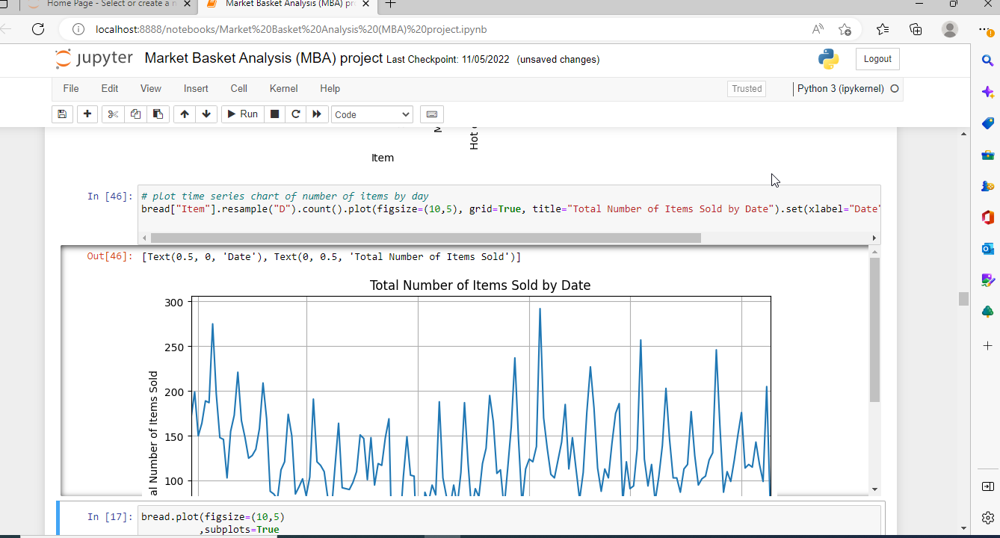 Home Page - Select or create a n
Market Basket Analysis (MBA) pr
localhost:8888/notebooks/Market%20Basket%20Analysis%20(MBA)%20project.ipynb
jupyter Market Basket Analysis (MBA) project Last Checkpoint: 11/05/2022 (unsaved changes)
Logout
File Edit View Insert Cell Kernel Help
Trusted
Python 3 (ipykernel)
Run
Code
Hot
Item
In [46]:
# plot time series chart of number of items by day
bread["Item"].resample("D").count().plot(figsize=(10,5), grid=True, title="Total Number of Items Sold by Date").set(xlabel="Date"
Out[46]: [Text(0.5, 0, 'Date'), Text(0, 0.5, 'Total Number of Items Sold')]
Total Number of Items Sold by Date
300
250
200
150
100
al Number of Items Sold
In [17]: bread.plot(figsize=(10,5)
,subplots=True